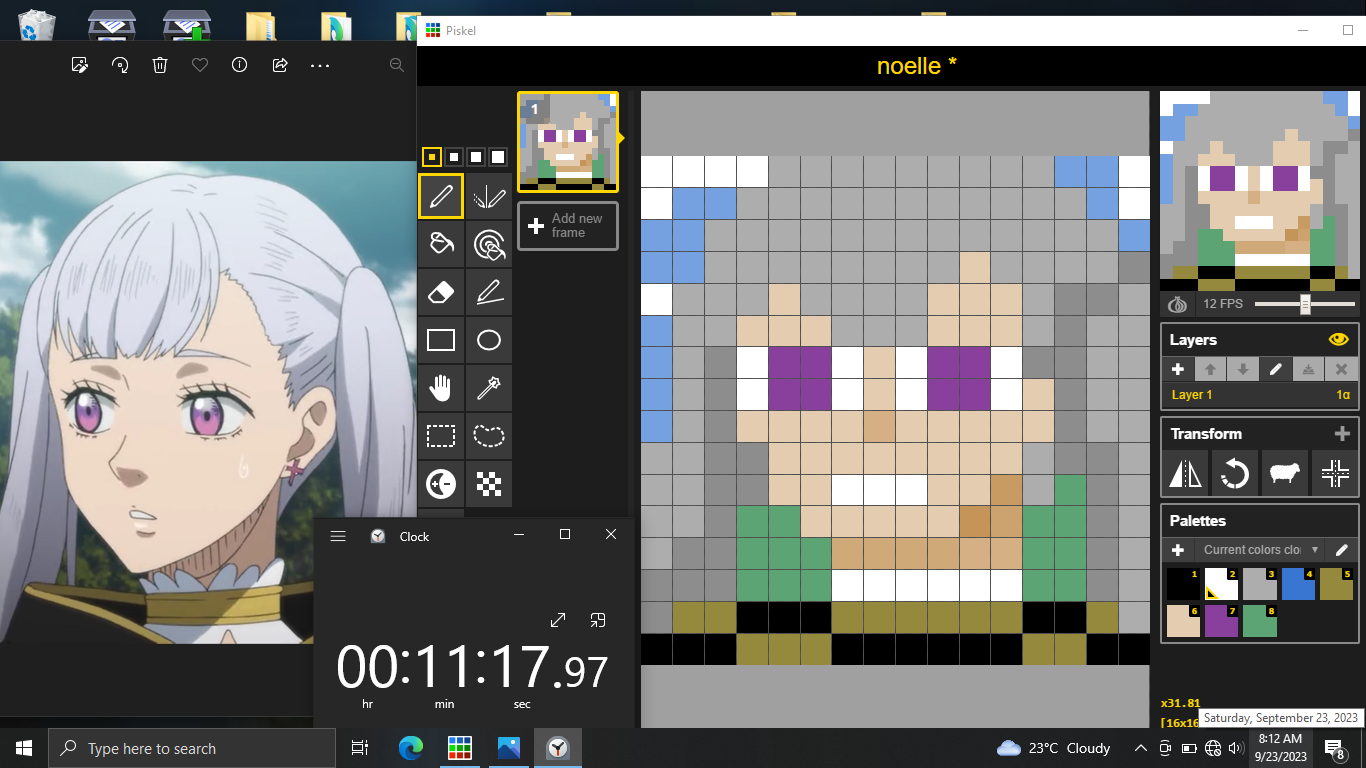 Piskel
noelle *
1
Add new
frame
12 FPS
Layers
Layer 1
1α
Transform
Palettes
Current colors clo
1
2
3
4
5
6
7
8
x31.81
[16x16
Clock
00:11:17.97
hr
min
sec
Saturday, September 23, 2023
Type here to search
23°C Cloudy
8:12 AM
9/23/2023
8